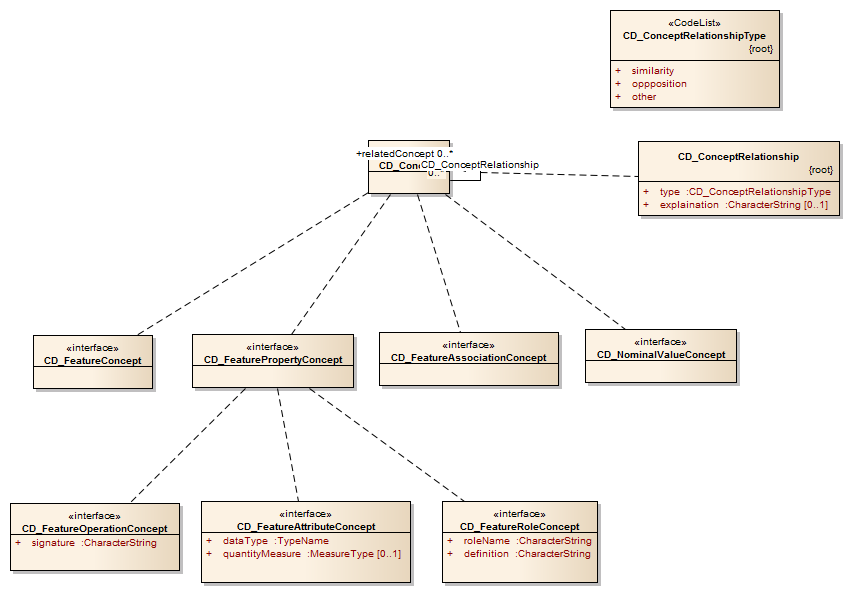 «CodeList»
CD_ConceptRelationshipType
{root}
+ similarity
+ oppposition
+ other
+relatedConcept 0..*
CD_ConceptRelationship
0..*
CD_ConceptRelationship
{root}
+ type :CD_ConceptRelationshipType
+ explaination :CharacterString [0..1]
«interface»
CD_FeatureConcept
«interface»
CD_FeaturePropertyConcept
«interface»
CD_FeatureAssociationConcept
«interface»
CD_NominalValueConcept
«interface»
CD_FeatureOperationConcept
+ signature :CharacterString
«interface»
CD_FeatureAttributeConcept
+ dataType :TypeName
+ quantityMeasure :MeasureType [0..1]
«interface»
CD_FeatureRoleConcept
+ roleName :CharacterString
+ definition :CharacterString